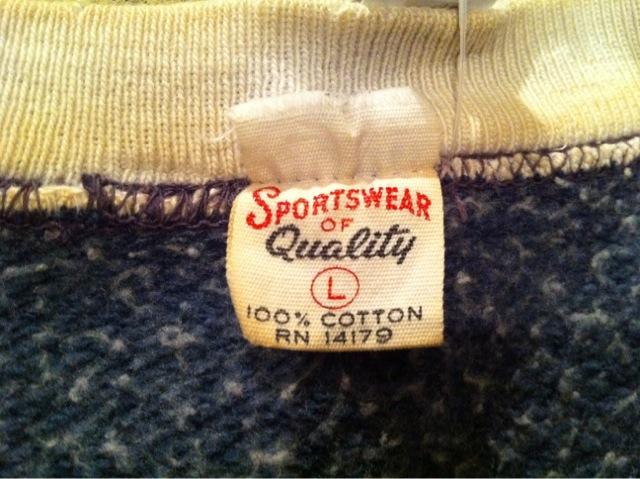 SPORTSWEAR
OF
Quality
L
100% COTTON
RN 14179